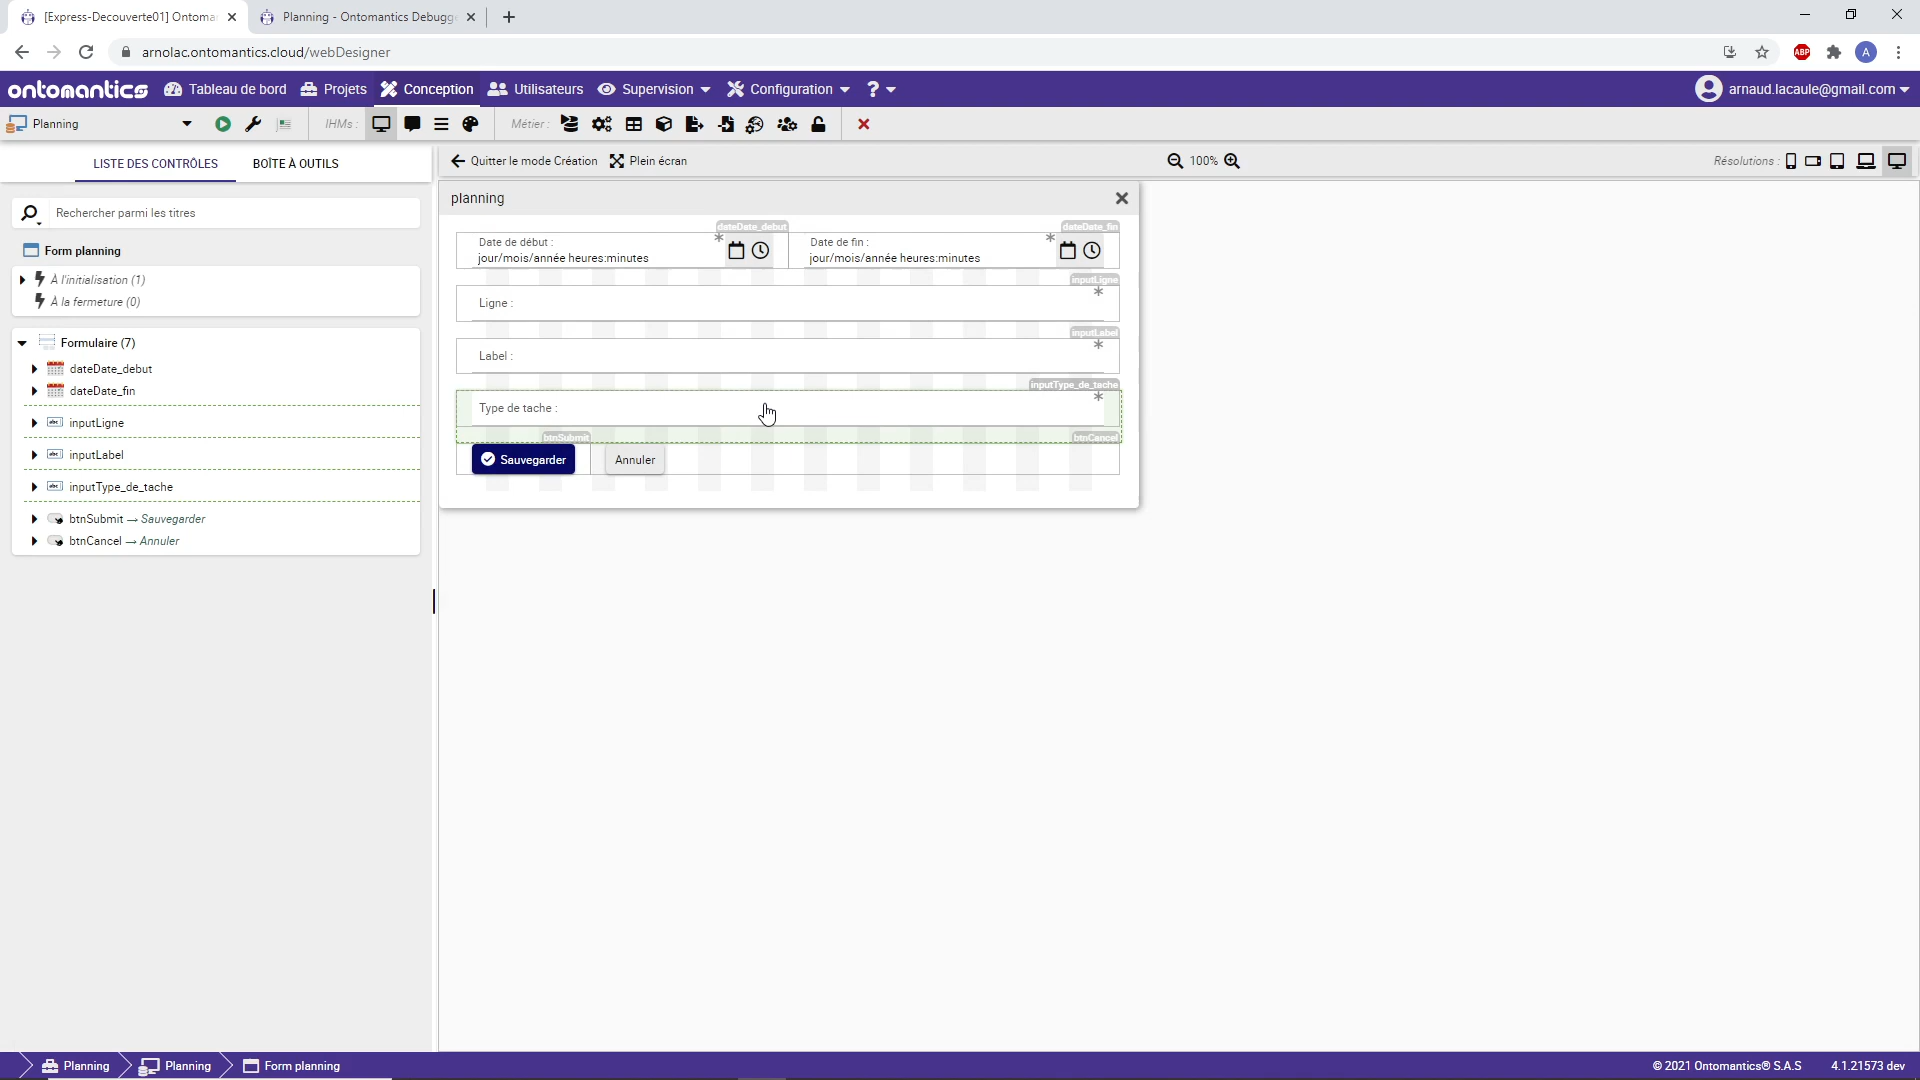 [Express-Decouverte01] Ontoma
Planning - Ontomantics Debugge
arnolac.ontomantics.cloud/webDesigner
ABP
A
ontomantics
Tableau de bord
Projets
Conception
Utilisateurs
Supervision
Configuration
?
arnaud.lacaule@gmail.com
Planning
IHMs :
Métier :
LISTE DES CONTRÔLES
BOÎTE À OUTILS
Quitter le mode Création
Plein écran
100%
Résolutions :
Rechercher parmi les titres
Form planning
À l'initialisation (1)
À la fermeture (0)
Formulaire (7)
dateDate_debut
dateDate_fin
inputLigne
inputLabel
inputType_de_tache
btnSubmit → Sauvegarder
btnCancel → Annuler
planning
dateDate_debut
dateDate_fin
Date de début :
*
Date de fin :
*
jour/mois/année heures:minutes
jour/mois/année heures:minutes
inputLigne
Ligne :
*
inputLabel
Label :
*
inputType_de_tache
Type de tache :
*
btnSubmit
btnCancel
Sauvegarder
Annuler
Planning
Planning
Form planning
© 2021 Ontomantics® S.A.S
4.1.21573 dev